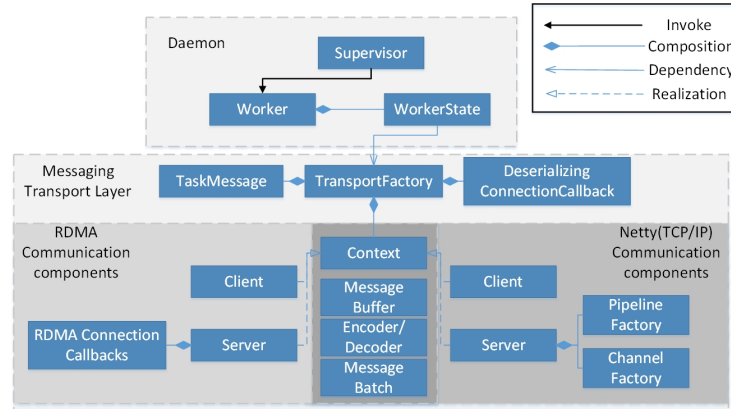 Daemon
Supervisor
Worker
WorkerState
Invoke
Composition
Dependency
Realization
Messaging
Transport Layer
TaskMessage
TransportFactory
Deserializing
ConnectionCallback
RDMA
Communication
components
Context
Netty(TCP/IP)
Communication
components
Client
Message
Buffer
Client
Pipeline
Factory
RDMA Connection
Callbacks
Server
Encoder/
Decoder
Server
Message
Batch
Channel
Factory